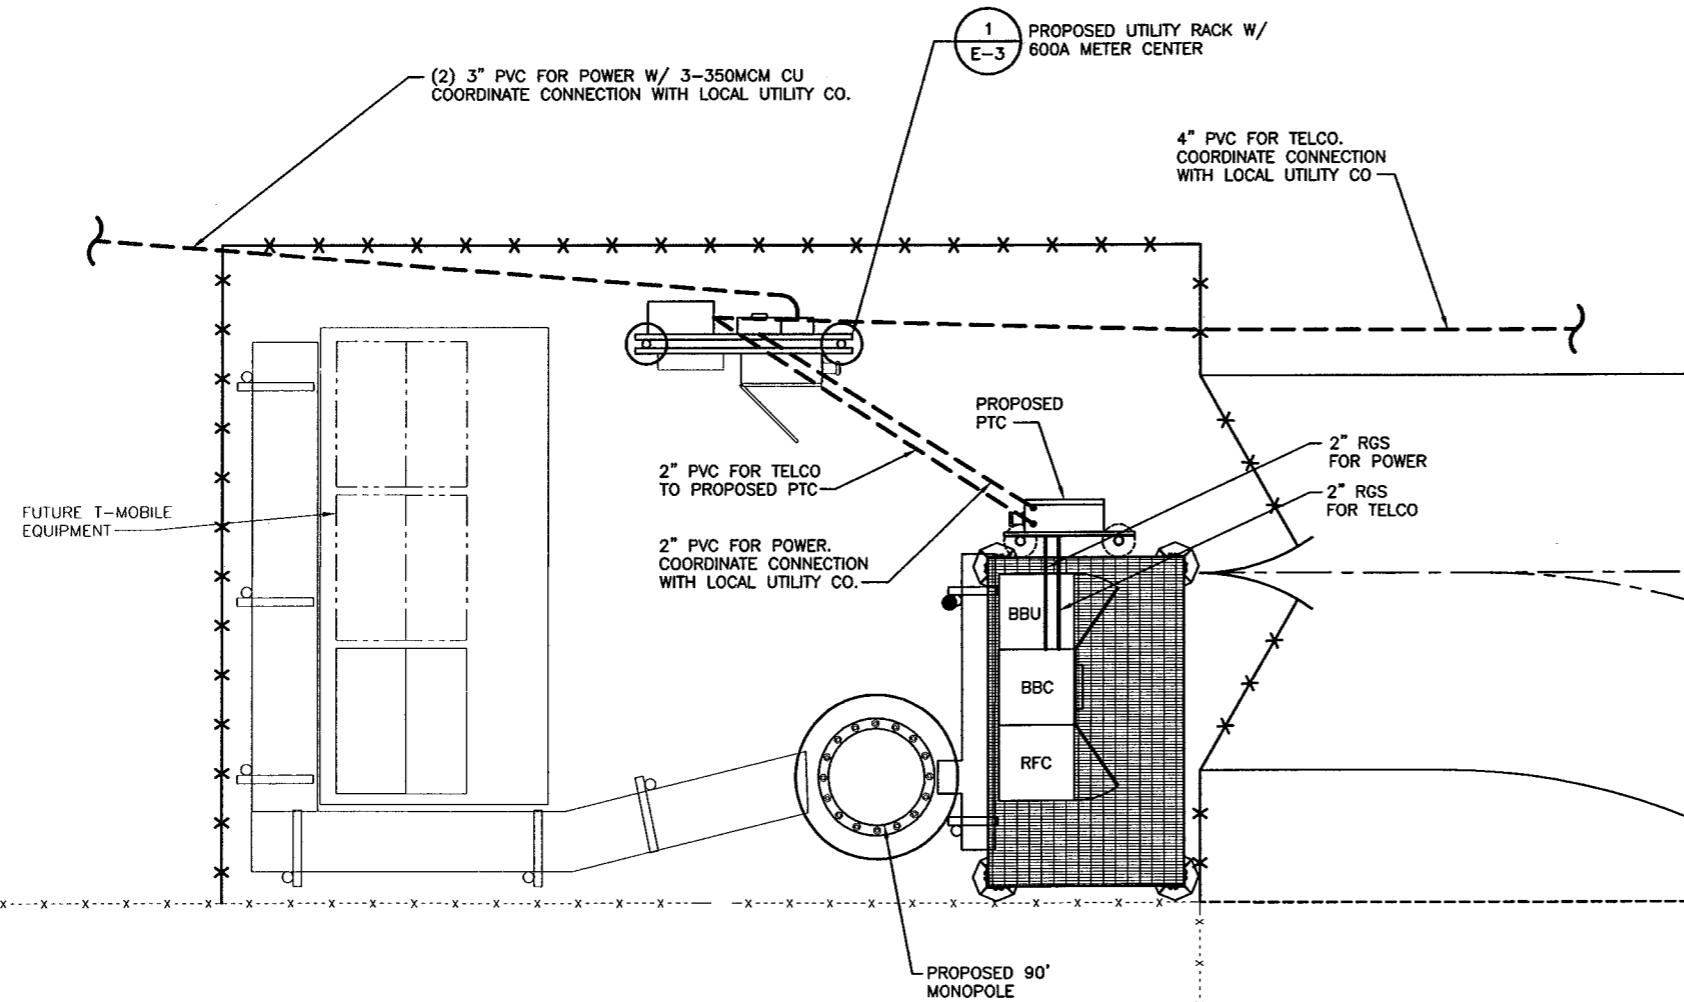 1
E-3
PROPOSED UTILITY RACK W/
600A METER CENTER
(2) 3" PVC FOR POWER W/ 3-350MCM CU
COORDINATE CONNECTION WITH LOCAL UTILITY CO.
4" PVC FOR TELCO.
COORDINATE CONNECTION
WITH LOCAL UTILITY CO
PROPOSED
PTC
2" RGS
FOR POWER
2" PVC FOR TELCO
TO PROPOSED PTC
2" RGS
FOR TELCO
FUTURE T-MOBILE
EQUIPMENT
2" PVC FOR POWER.
COORDINATE CONNECTION
WITH LOCAL UTILITY CO.
BBU
BBC
RFC
PROPOSED 90'
MONOPOLE